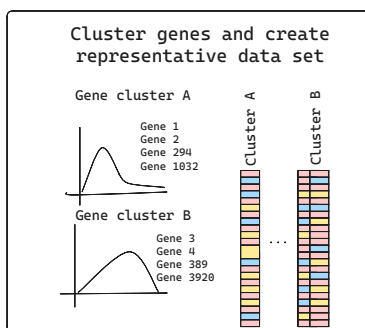 Cluster genes and create
representative data set
Gene cluster A
Gene 1
Gene 2
Gene 294
Gene 1032
Gene cluster B
Gene 3
Gene 4
Gene 389
Gene 3920
Cluster A
...
Cluster B